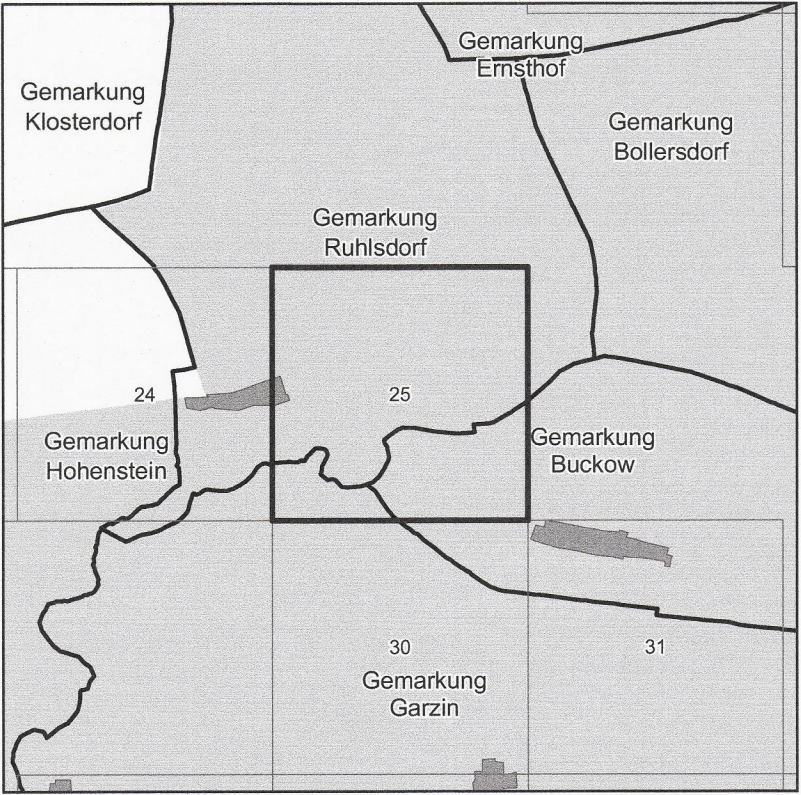 Gemarkung
Ernsthof
Gemarkung
Klosterdorf
Gemarkung
Bollersdorf
Gemarkung
Ruhlsdorf
24
25
Gemarkung
Hohenstein
Gemarkung
Buckow
30
31
Gemarkung
Garzin